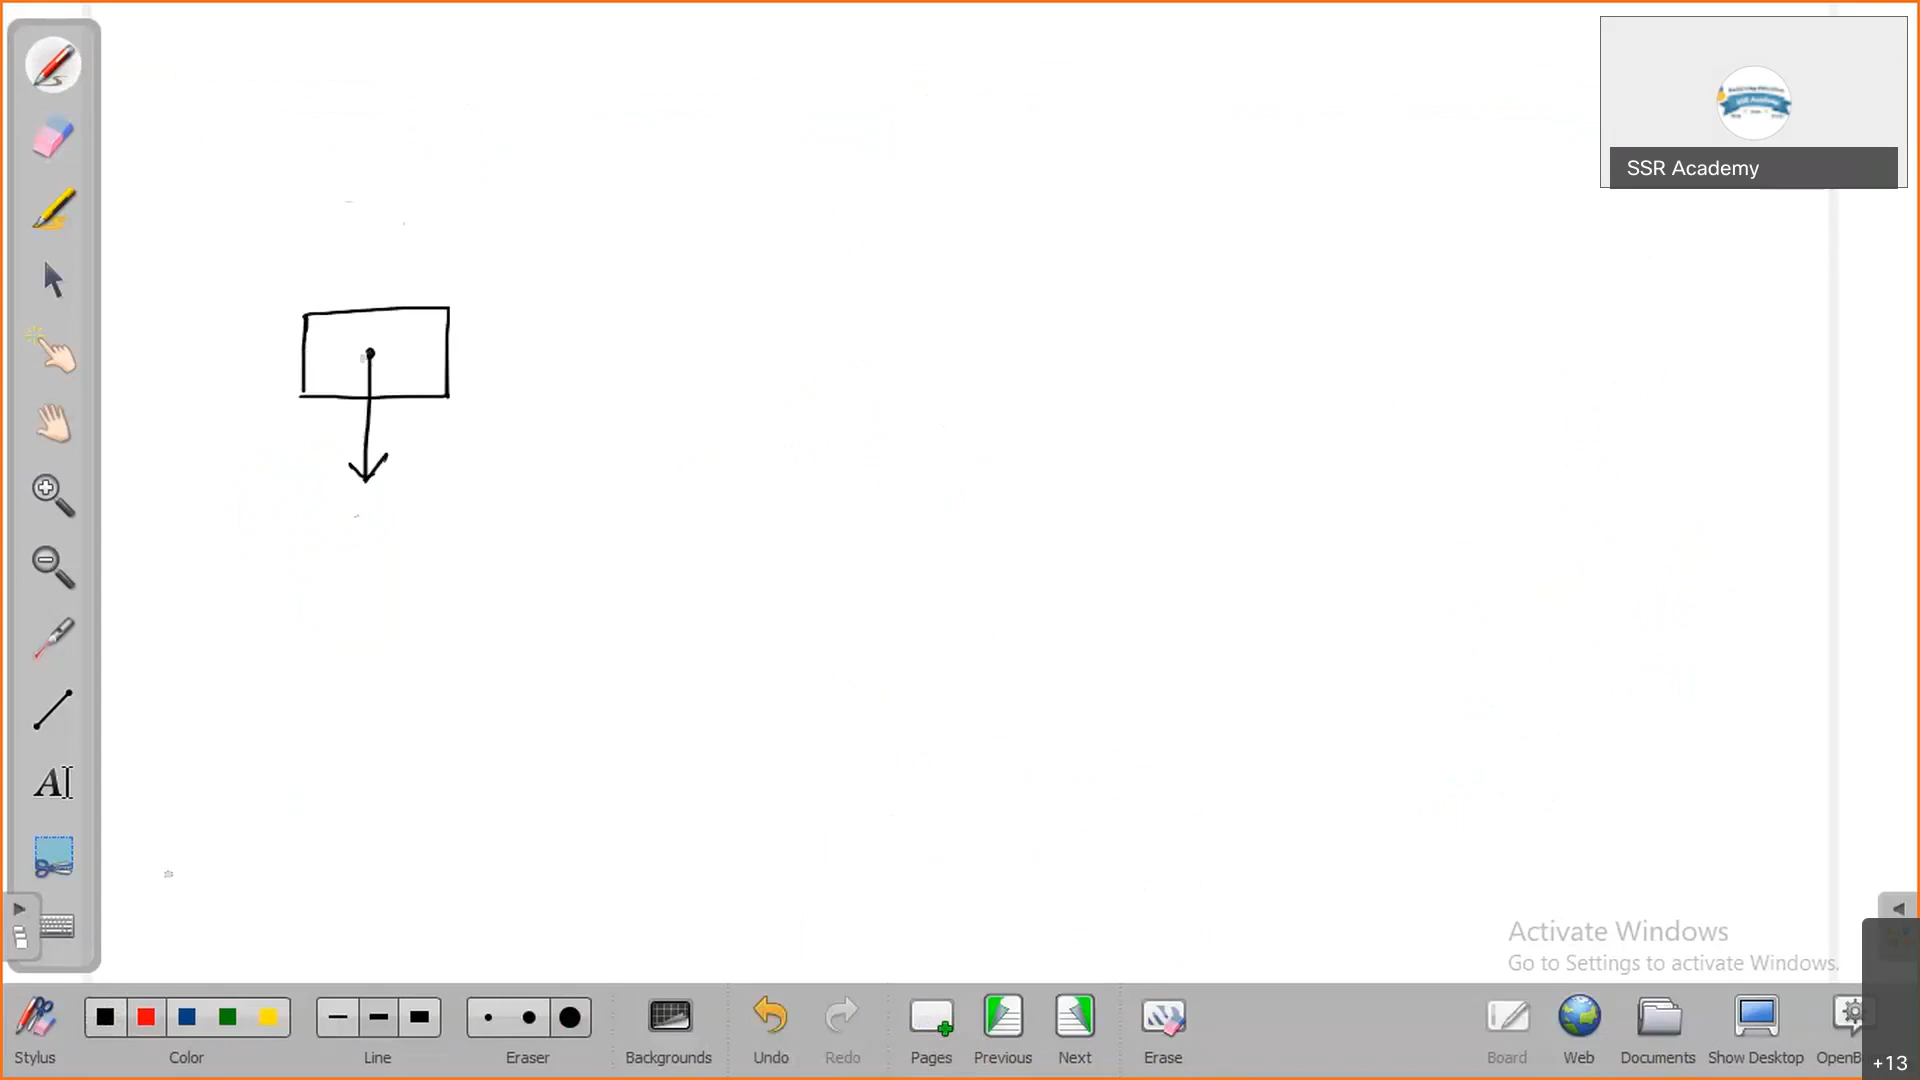 SSR Academy
Activate Windows
Go to Settings to activate Windows.
Stylus
Color
Line
Eraser
Backgrounds
Undo
Redo
Pages
Previous
Next
Erase
Board
Web
Documents
Show Desktop
+13